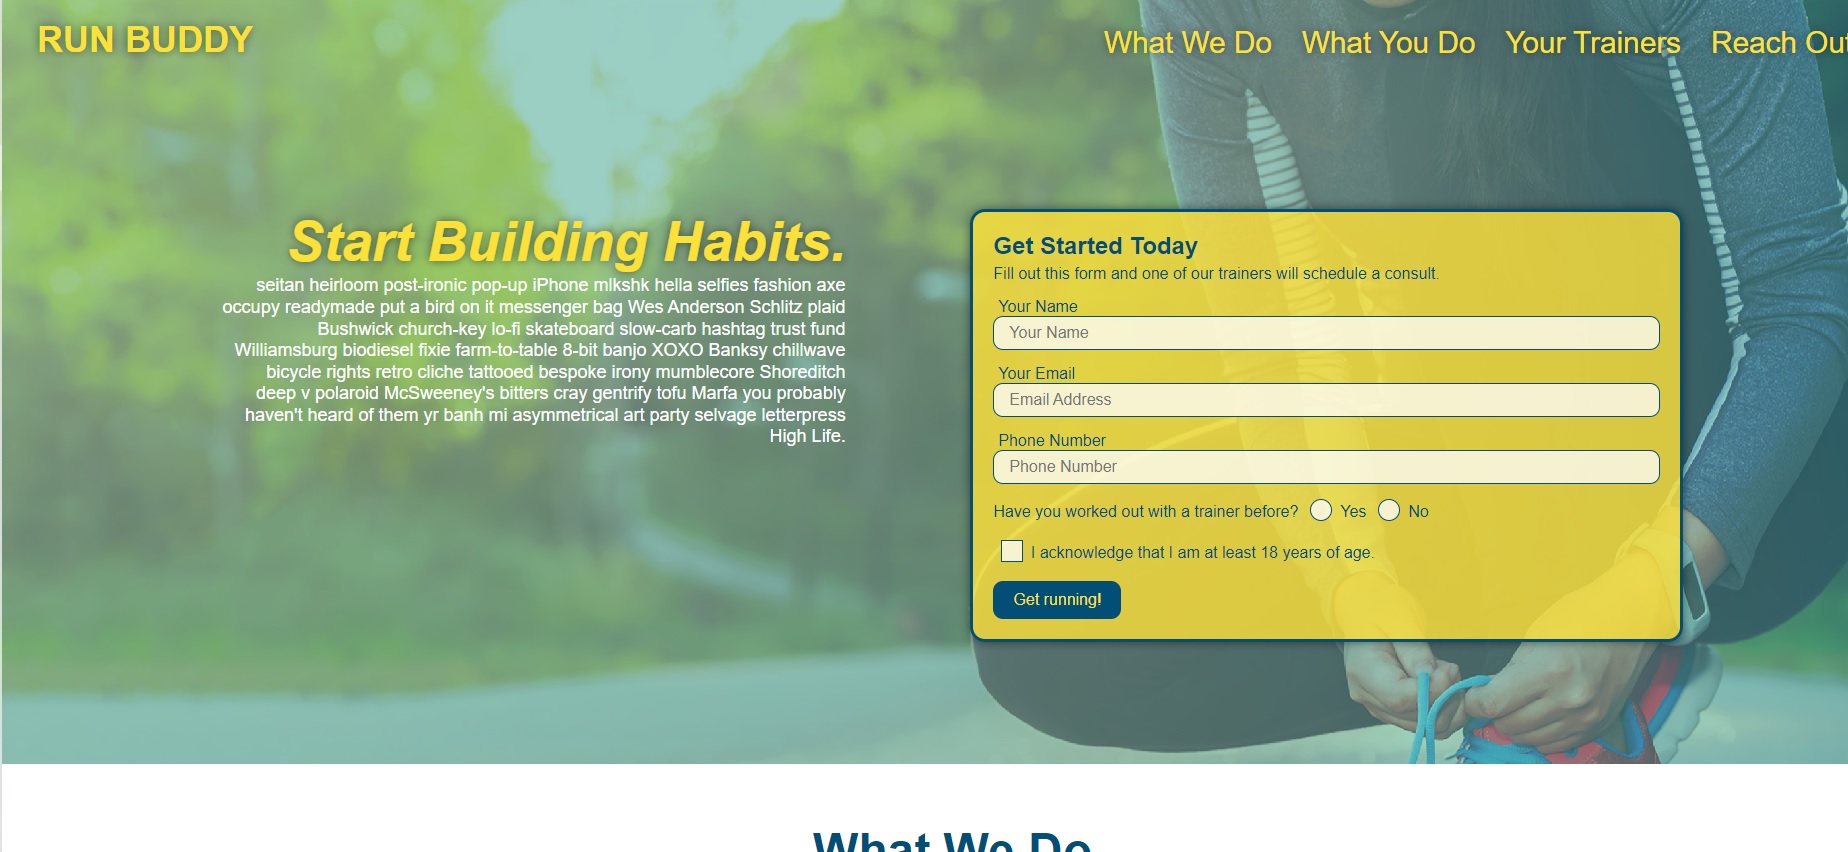 RUN BUDDY
What We Do What You Do Your Trainers Reach Out
Start Building Habits.
seitan heirloom post-ironic pop-up iPhone mlkshk hella selfies fashion axe
occupy readymade put a bird on it messenger bag Wes Anderson Schlitz plaid
Bushwick church-key lo-fi skateboard slow-carb hashtag trust fund
Williamsburg biodiesel fixie farm-to-table 8-bit banjo XOXO Banksy chillwave
bicycle rights retro cliche tattooed bespoke irony mumblecore Shoreditch
deep v polaroid McSweeney's bitters cray gentrify tofu Marfa you probably
haven't heard of them yr banh mi asymmetrical art party selvage letterpress
High Life.
Get Started Today
Fill out this form and one of our trainers will schedule a consult.
Your Name
Your Name
Your Email
Email Address
Phone Number
Phone Number
Have you worked out with a trainer before? Yes No
I acknowledge that I am at least 18 years of age.
Get running!
What We Do